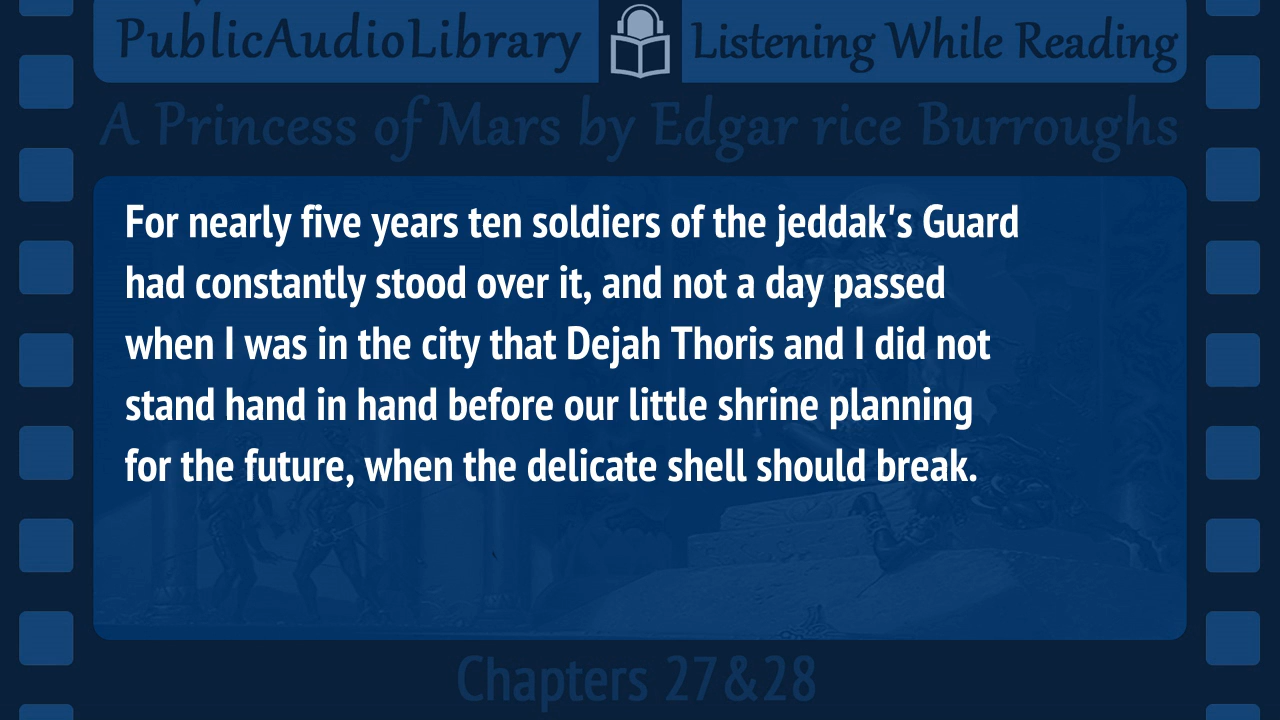 PublicAudioLibrary Listening While Reading
A Princess of Mars by Edgar rice Burroughs
For nearly five years ten soldiers of the jeddak's Guard
had constantly stood over it, and not a day passed
when I was in the city that Dejah Thoris and I did not
stand hand in hand before our little shrine planning
for the future, when the delicate shell should break.
Chapters 27&28